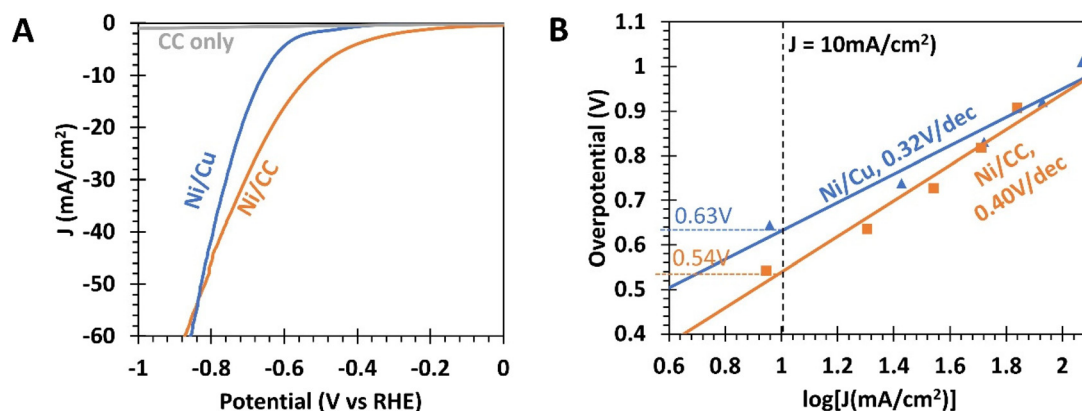 A
0
-10
-20
-30
-40
-50
-60
J (mA/cm²)
CC only
Ni/Cu
Ni/CC
-1
-0.8
-0.6
-0.4
-0.2
0
Potential (V vs RHE)
B
1.1
1
0.9
0.8
0.7
0.6
0.5
0.4
Overpotential (V)
J = 10mA/cm²)
Ni/Cu, 0.32V/dec
Ni/CC,
0.40V/dec
0.63V
0.54V
0.6
0.8
1
1.2
1.4
1.6
1.8
2
log[J(mA/cm²)]